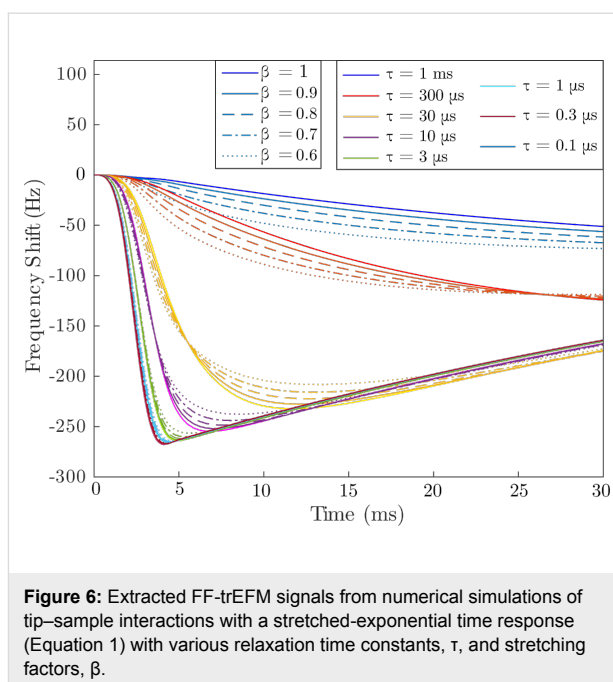 100
50
0
-50
-100
-150
-200
-250
-300
Frequency Shift (Hz)
0 5 10 15 20 25 30
Time (ms)
β = 1
β = 0.9
β = 0.8
β = 0.7
β = 0.6
τ = 1 ms
τ = 300 μs
τ = 30 μs
τ = 10 μs
τ = 3 μs
τ = 1 μs
τ = 0.3 μs
τ = 0.1 μs
Figure 6: Extracted FF-trEFM signals from numerical simulations of
tip–sample interactions with a stretched-exponential time response
(Equation 1) with various relaxation time constants, τ, and stretching
factors, β.